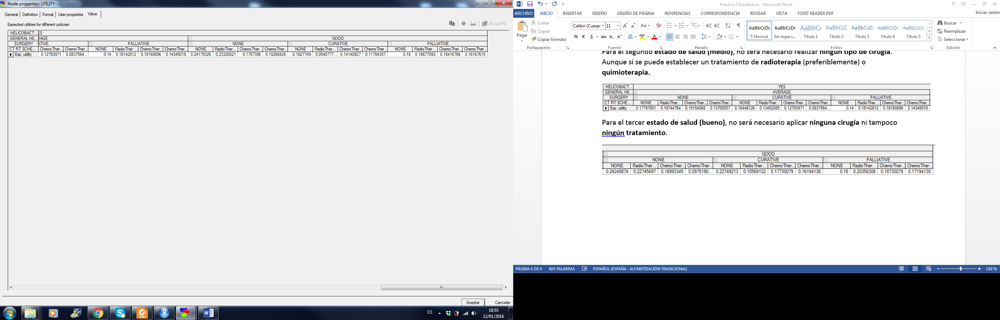 Node properties: UTILITY
General Definition Format User properties Value
Expected utilities for different policies:
Show JPD
HELICOBACT... ES
GENERAL HE... RAGE GOOD
SURGERY ATIVE PALLIATIVE NONE CURATIVE PALLIATIVE
CT RT SCHE... ChemoTher... ChemoTher... NONE RadioTher... ChemoTher... ChemoTher... NONE RadioTher... ChemoTher... ChemoTher... NONE RadioTher... ChemoTher... ChemoTher... NONE RadioTher... ChemoTher... ChemoTher...
Exp. utility 0.12793971 0.0837564... 0.14 0.18142812 0.18160696 0.14345018 0.24179326 0.23326521 0.1767386 0.10268428 0.1827749 0.0540777... 0.14140827 0.11784357 0.18 0.18677093 0.18416766 0.16167615
Aceptar Cancelar
ES
18:55
12/01/2016
Practica 3 Estadistica - Microsoft Word
ARCHIVO INICIO INSERTAR DISEÑO DISEÑO DE PÁGINA REFERENCIAS CORRESPONDENCIA REVISAR VISTA FOXIT READER PDF Iniciar sesión
Pegar
Cortar
Copiar
Copiar formato
Portapapeles
Calibri (Cuerpo 11
N K S abc x₂ x²
Fuente
Párrafo
AaBbCcDc AaBbCcDc AaBbCc AaBbCcE AaBbCcD AaBbCcDc AaBbCcDc
¶ Normal Sin espaci... Título 1 Título 2 Título 3 Título 4 Título 5
Estilos
Buscar
Reemplazar
Seleccionar
Edición
Para el segundo estado de salud (medio), no será necesario realizar ningún tipo de cirugía.
Aunque si se puede establecer un tratamiento de radioterapia (preferiblemente) o
quimioterapia.
HELICOBACT... YES
GENERAL HE... AVERAGE
SURGERY NONE CURATIVE PALLIATIVE
CT RT SCHE... NONE RadioTher... ChemoTher... ChemoTher... NONE RadioTher... ChemoTher... ChemoTher... NONE RadioTher... ChemoTher... ChemoTher...
Exp. utility 0.17797651 0.19744764 0.19154068 0.13700057 0.16446126 0.13452085 0.12793971 0.0837564... 0.14 0.18142812 0.18160696 0.14345018
Para el tercer estado de salud (bueno), no será necesario aplicar ninguna cirugía ni tampoco
ningún tratamiento.
GOOD
NONE CURATIVE PALLIATIVE
NONE RadioTher... ChemoTher... ChemoTher... NONE RadioTher... ChemoTher... ChemoTher... NONE RadioTher... ChemoTher... ChemoTher...
0.24249874 0.22745697 0.16993345 0.0975190... 0.22749213 0.10569132 0.17730079 0.16194138 0.18 0.20356306 0.18730079 0.17194138
PÁGINA 4 DE 4 405 PALABRAS ESPAÑOL (ESPAÑA - ALFABETIZACIÓN TRADICIONAL) 150 %